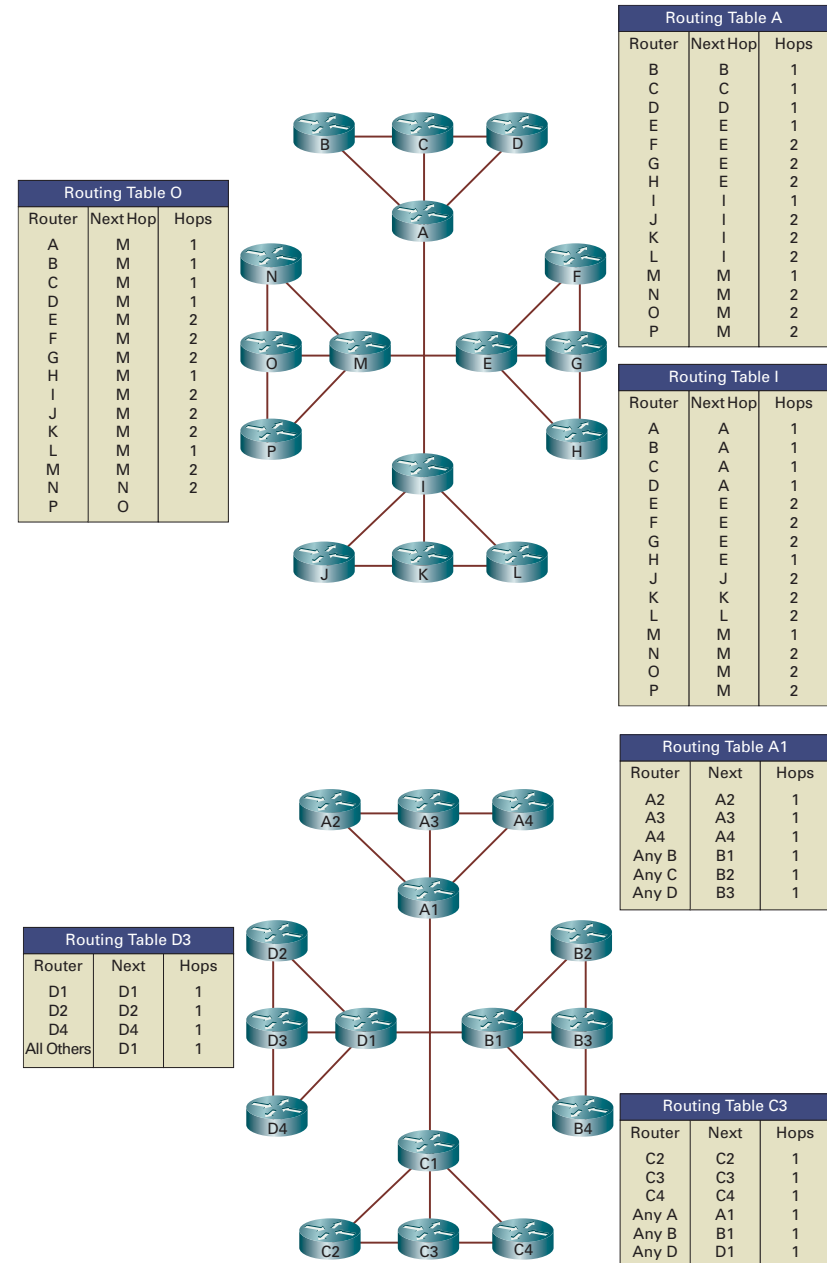 Routing Table A
Router Next Hop Hops
B B 1
C C 1
D D 1
E E 1
F E 2
G E 2
H E 2
I I 1
J I 2
K I 2
L I 2
M M 1
N M 2
O M 2
P M 2
Routing Table O
Router Next Hop Hops
A M 1
B M 1
C M 1
D M 1
E M 2
F M 2
G M 2
H M 1
I M 2
J M 2
K M 2
L M 1
M M 2
N N 2
P O
B C D
A
N F
O M E G
P H
I
J K L
Routing Table I
Router Next Hop Hops
A A 1
B A 1
C A 1
D A 1
E E 2
F E 2
G E 2
H E 1
J J 2
K K 2
L L 2
M M 1
N M 2
O M 2
P M 2
Routing Table A1
Router Next Hops
A2 A2 1
A3 A3 1
A4 A4 1
Any B B1 1
Any C B2 1
Any D B3 1
A2 A3 A4
A1
Routing Table D3
Router Next Hops
D1 D1 1
D2 D2 1
D4 D4 1
All Others D1 1
D2 B2
D3 D1 B1 B3
D4 B4
C1
C2 C3 C4
Routing Table C3
Router Next Hops
C2 C2 1
C3 C3 1
C4 C4 1
Any A A1 1
Any B B1 1
Any D D1 1